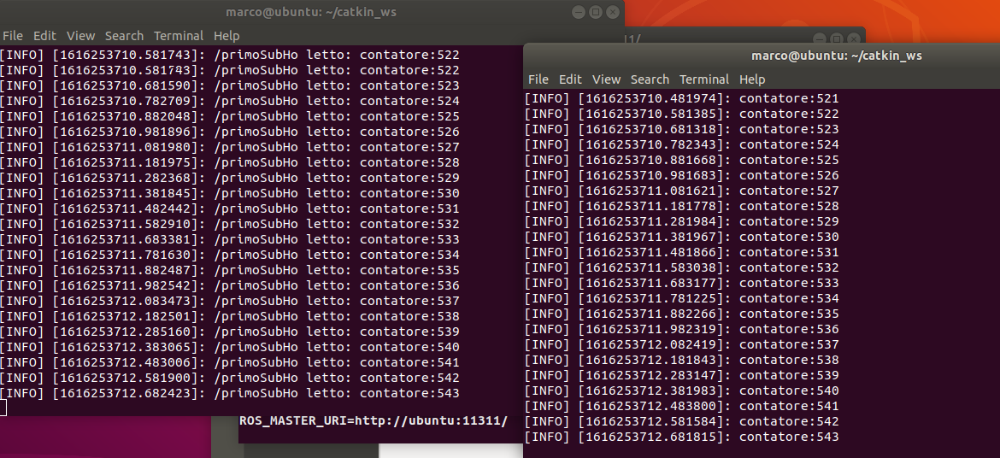 marco@ubuntu: ~/catkin_ws
File Edit View Search Terminal Help
[INFO] [1616253710.581743]: /primoSubHo letto: contatore:522
[INFO] [1616253710.581743]: /primoSubHo letto: contatore:522
[INFO] [1616253710.681590]: /primoSubHo letto: contatore:523
[INFO] [1616253710.782709]: /primoSubHo letto: contatore:524
[INFO] [1616253710.882048]: /primoSubHo letto: contatore:525
[INFO] [1616253710.981896]: /primoSubHo letto: contatore:526
[INFO] [1616253711.081980]: /primoSubHo letto: contatore:527
[INFO] [1616253711.181975]: /primoSubHo letto: contatore:528
[INFO] [1616253711.282368]: /primoSubHo letto: contatore:529
[INFO] [1616253711.381845]: /primoSubHo letto: contatore:530
[INFO] [1616253711.482442]: /primoSubHo letto: contatore:531
[INFO] [1616253711.582910]: /primoSubHo letto: contatore:532
[INFO] [1616253711.683381]: /primoSubHo letto: contatore:533
[INFO] [1616253711.781630]: /primoSubHo letto: contatore:534
[INFO] [1616253711.882487]: /primoSubHo letto: contatore:535
[INFO] [1616253711.982542]: /primoSubHo letto: contatore:536
[INFO] [1616253712.083473]: /primoSubHo letto: contatore:537
[INFO] [1616253712.182501]: /primoSubHo letto: contatore:538
[INFO] [1616253712.285160]: /primoSubHo letto: contatore:539
[INFO] [1616253712.383065]: /primoSubHo letto: contatore:540
[INFO] [1616253712.483006]: /primoSubHo letto: contatore:541
[INFO] [1616253712.581900]: /primoSubHo letto: contatore:542
[INFO] [1616253712.682423]: /primoSubHo letto: contatore:543
ROS_MASTER_URI=http://ubuntu:11311/
11/
marco@ubuntu: ~/catkin_ws
File Edit View Search Terminal Help
[INFO] [1616253710.481974]: contatore:521
[INFO] [1616253710.581385]: contatore:522
[INFO] [1616253710.681318]: contatore:523
[INFO] [1616253710.782343]: contatore:524
[INFO] [1616253710.881668]: contatore:525
[INFO] [1616253710.981683]: contatore:526
[INFO] [1616253711.081621]: contatore:527
[INFO] [1616253711.181778]: contatore:528
[INFO] [1616253711.281984]: contatore:529
[INFO] [1616253711.381967]: contatore:530
[INFO] [1616253711.481866]: contatore:531
[INFO] [1616253711.583038]: contatore:532
[INFO] [1616253711.683177]: contatore:533
[INFO] [1616253711.781225]: contatore:534
[INFO] [1616253711.882266]: contatore:535
[INFO] [1616253711.982319]: contatore:536
[INFO] [1616253712.082419]: contatore:537
[INFO] [1616253712.181843]: contatore:538
[INFO] [1616253712.283147]: contatore:539
[INFO] [1616253712.381983]: contatore:540
[INFO] [1616253712.483800]: contatore:541
[INFO] [1616253712.581584]: contatore:542
[INFO] [1616253712.681815]: contatore:543